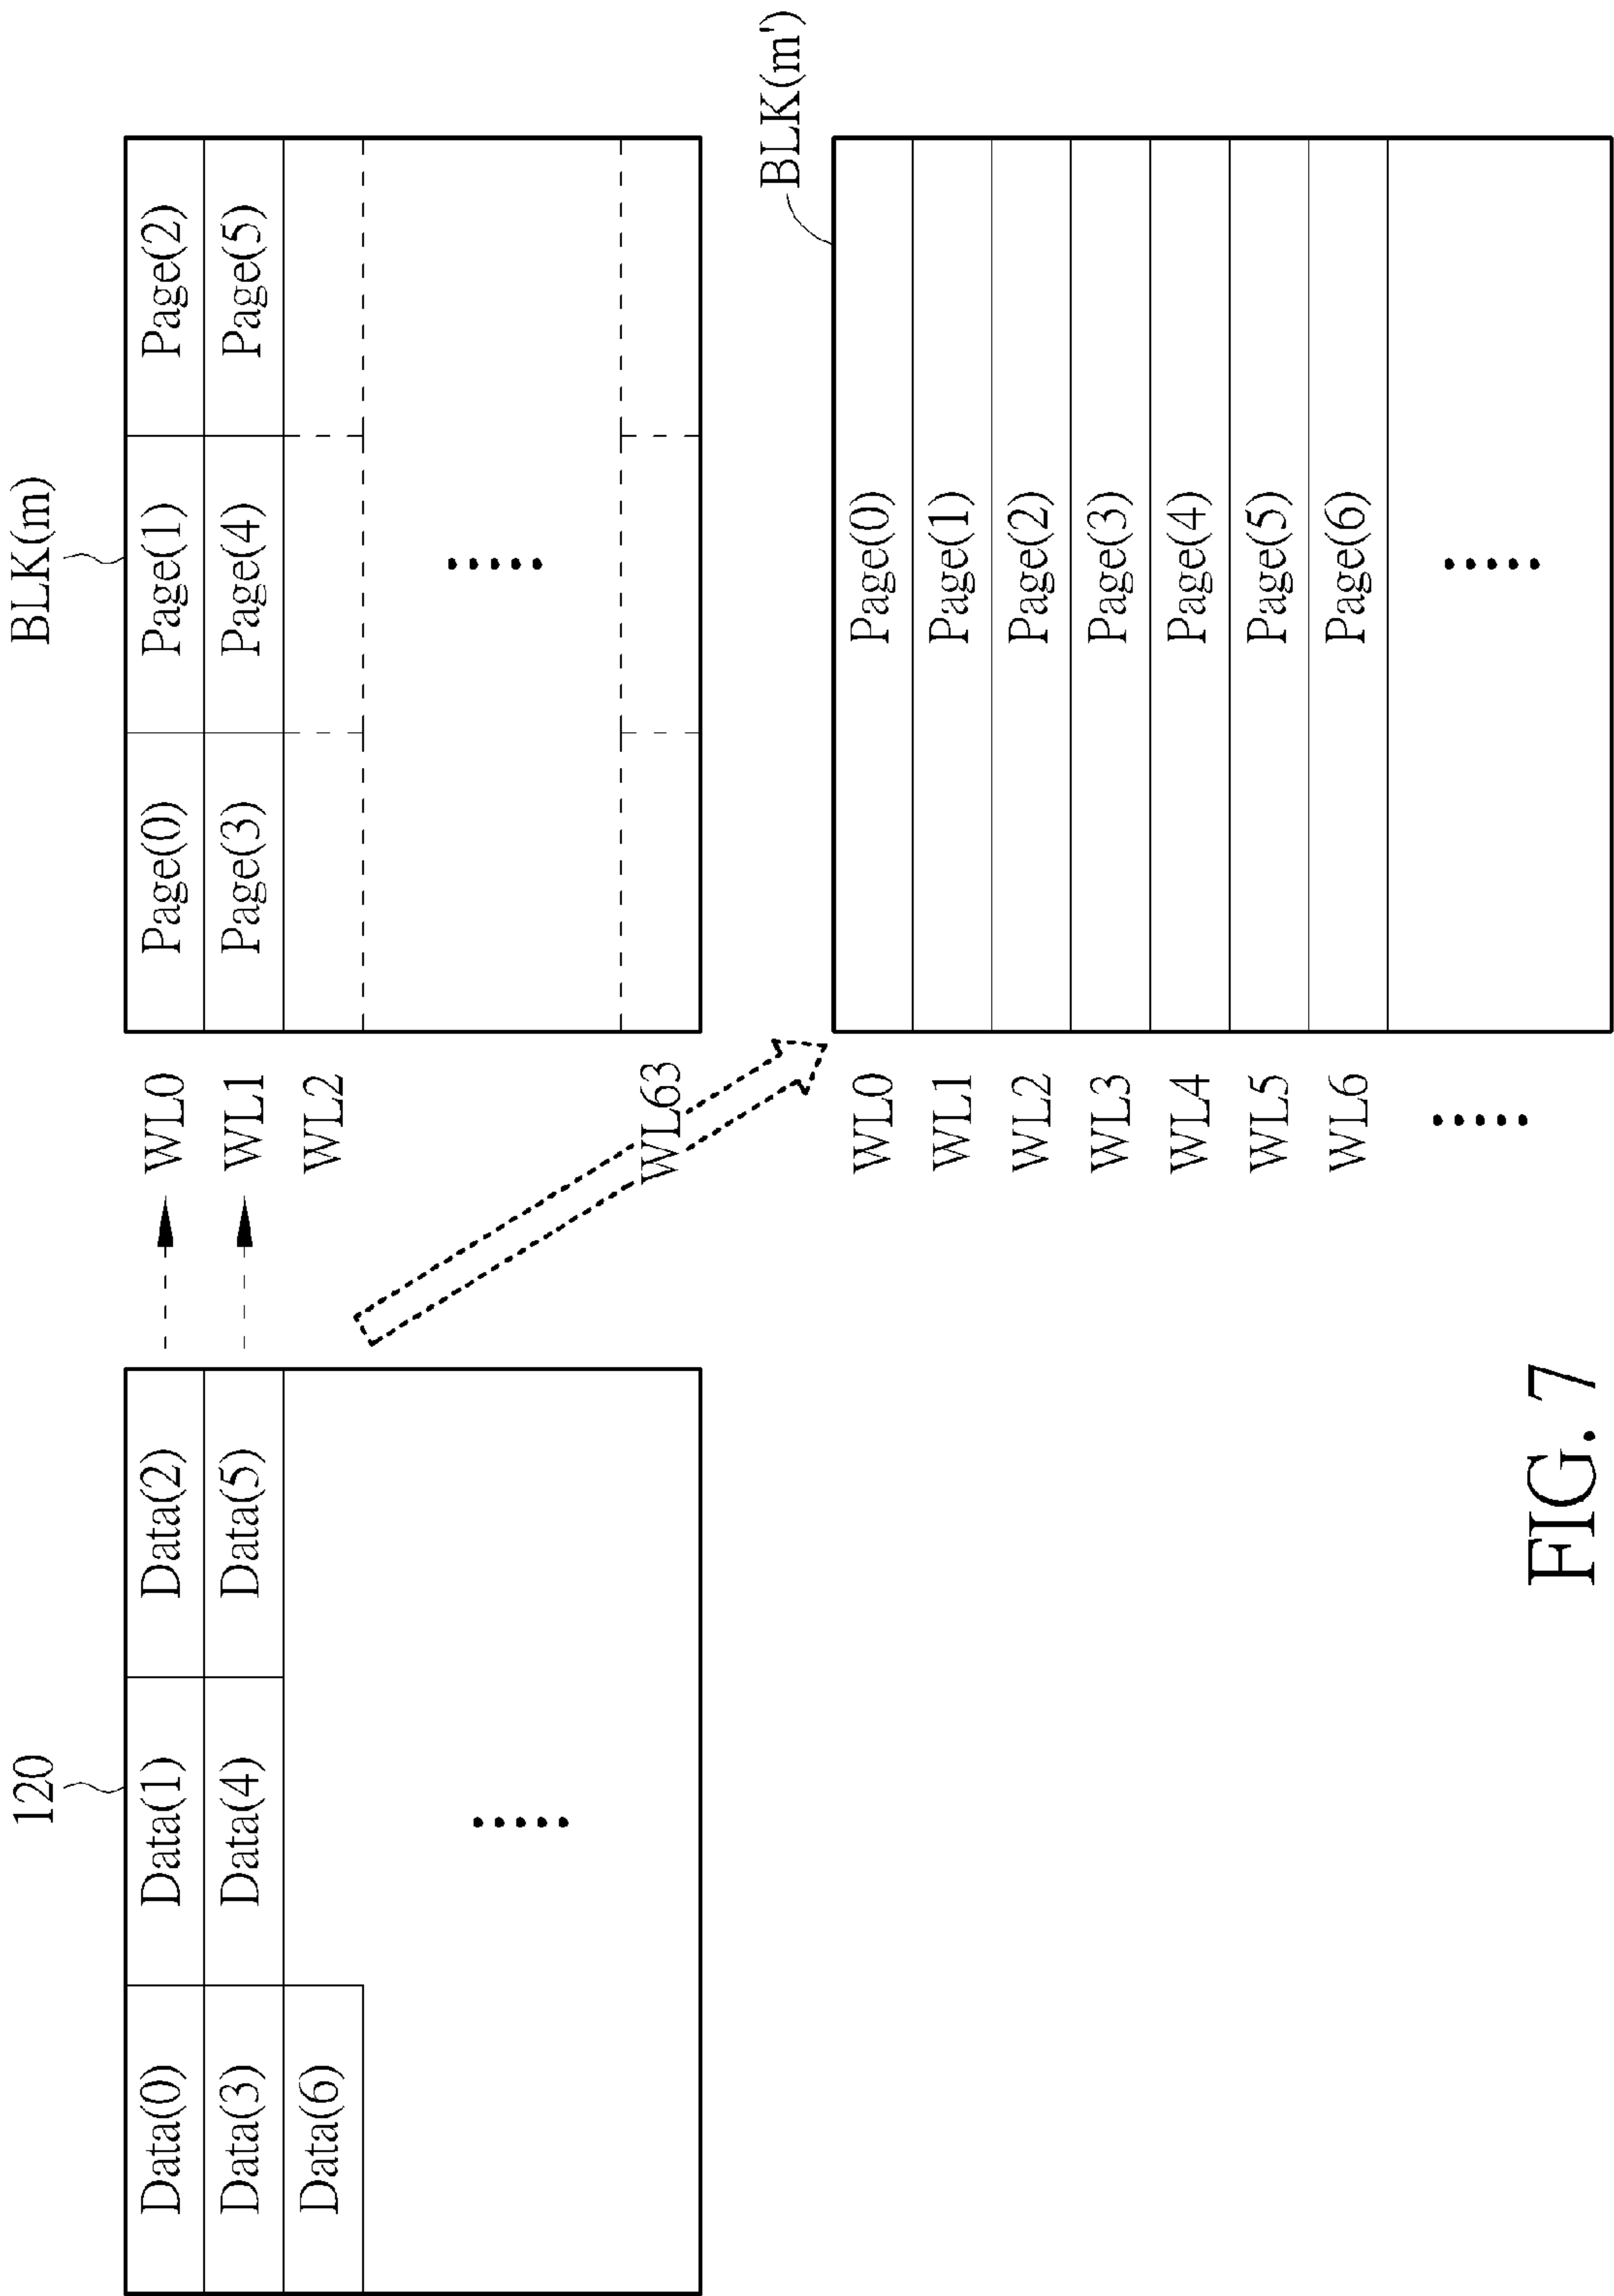 120
Data(0) Data(1) Data(2)
Data(3) Data(4) Data(5)
Data(6)
BLK(m)
WL0 Page(0) Page(1) Page(2)
WL1 Page(3) Page(4) Page(5)
WL2
WL63
BLK(m')
WL0 Page(0)
WL1 Page(1)
WL2 Page(2)
WL3 Page(3)
WL4 Page(4)
WL5 Page(5)
WL6 Page(6)
FIG. 7